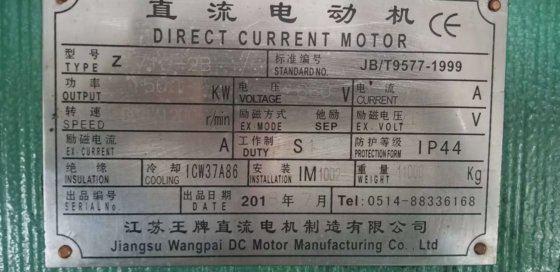 直流电动机 CE
DIRECT CURRENT MOTOR
型号 Z 标准编号
TYPE STANDARD NO. JB/T9577-1999
功率 KW 电压 V 电流 A
OUTPUT VOLTAGE CURRENT
转速 r/min 励磁方式 他励 励磁电压 V
SPEED EX.MODE SEP EX.VOLT
励磁电流 A 工作制 S 防护等级 IP44
EX.CURRENT DUTY PROTECTION FORM
绝缘 冷却 ICW37A86 安装 IM1002 重量 Kg
INSULATION COOLING INSTALLATION WEIGHT
出品编号 出品日期 201 年7月 Tel:0514-88336168
SERIAL No. DATE
江苏王牌直流电机制造有限公司
Jiangsu Wangpai DC Motor Manufacturing Co., Ltd